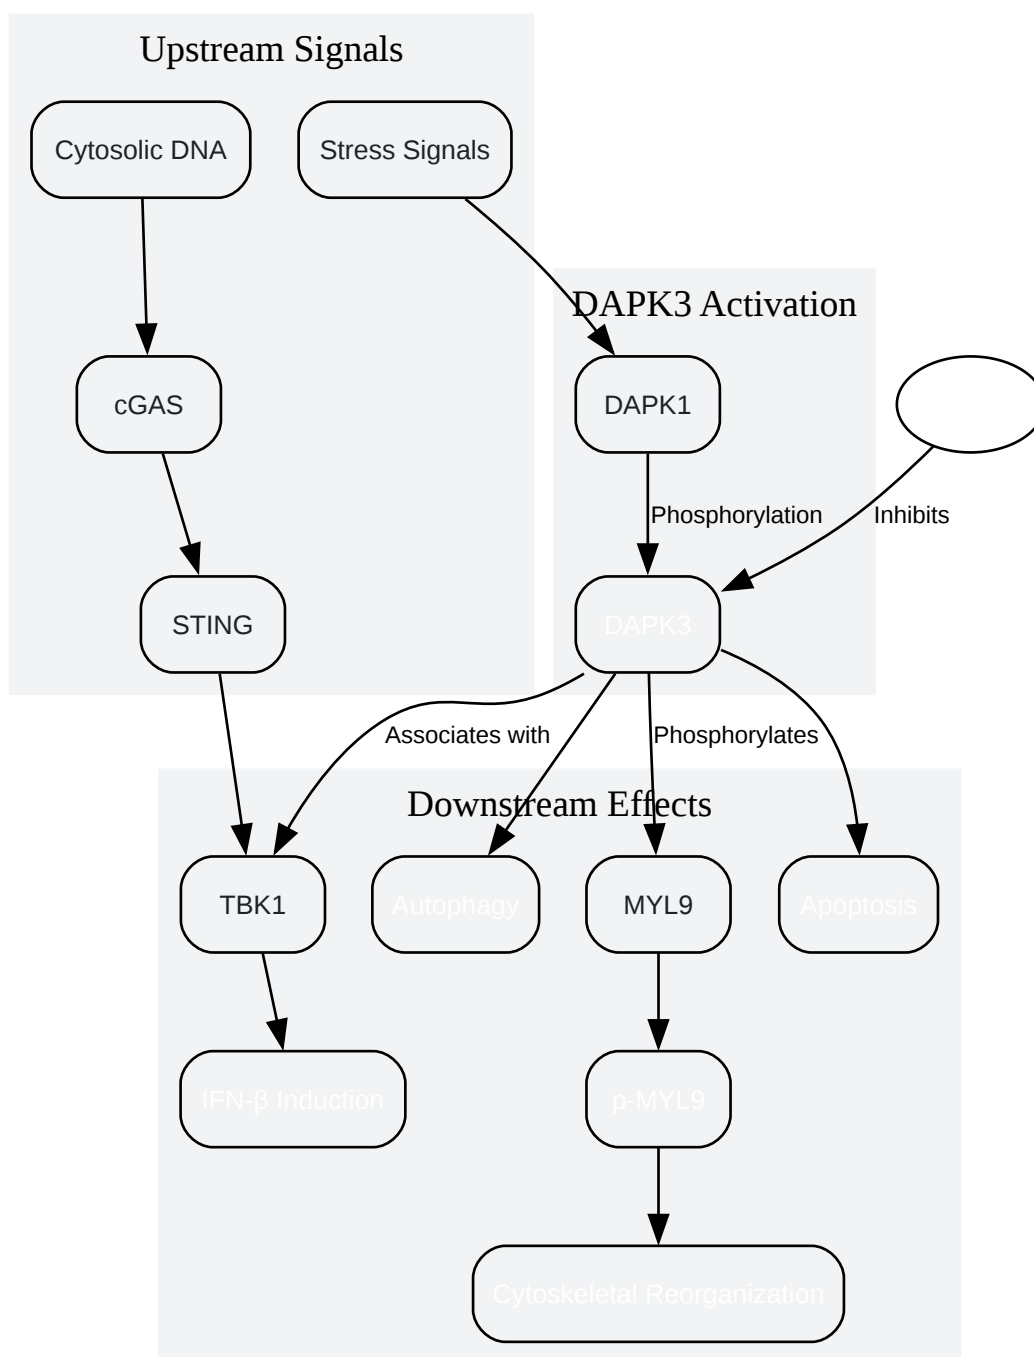 Upstream Signals
Cytosolic DNA
Stress Signals
DAPK3 Activation
cGAS
DAPK1
Phosphorylation
Inhibits
STING
DAPK3
Associates with
Phosphorylates
Downstream Effects
TBK1
Autophagy
MYL9
Apoptosis
IFN-β Induction
p-MYL9
Cytoskeletal Reorganization